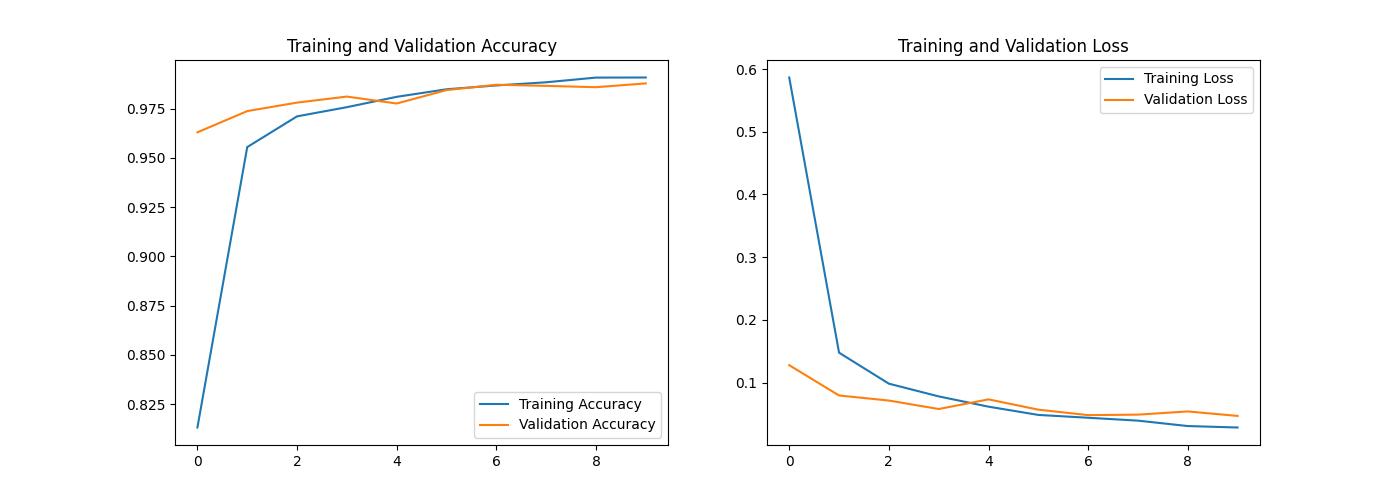 Training and Validation Accuracy
0.975
0.950
0.925
0.900
0.875
0.850
0.825
Training Accuracy
Validation Accuracy
0 2 4 6 8
Training and Validation Loss
0.6
0.5
0.4
0.3
0.2
0.1
Training Loss
Validation Loss
0 2 4 6 8